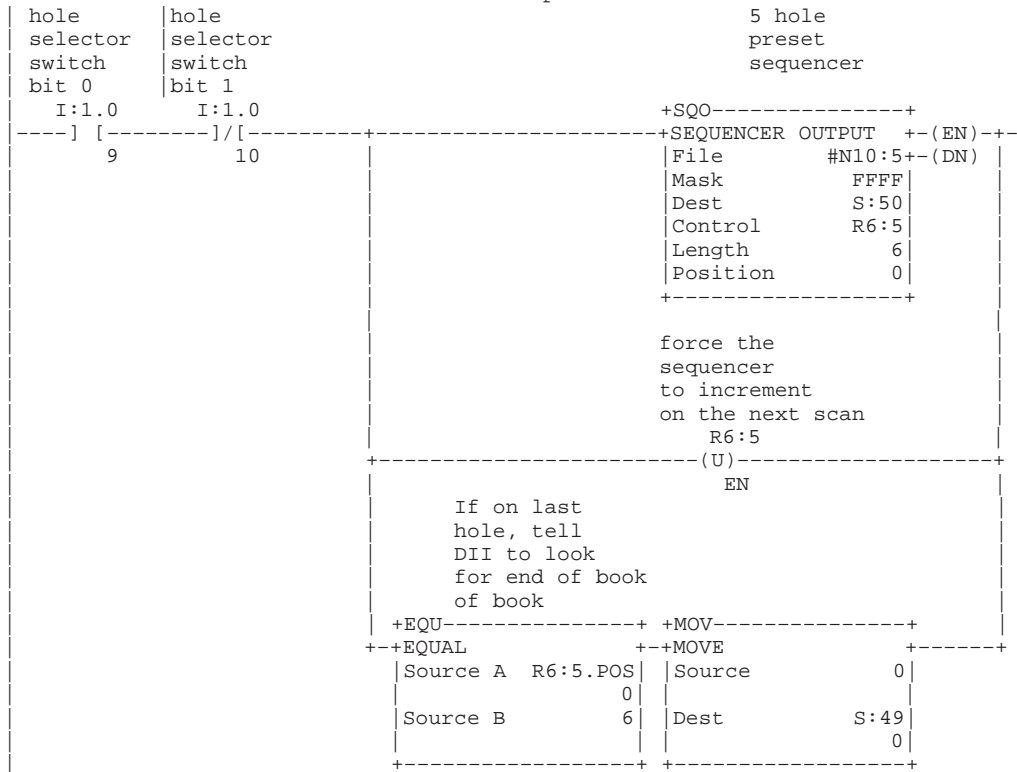 hole |hole 5 hole
selector |selector preset
switch |switch sequencer
bit 0 |bit 1
I:1.0 I:1.0 +SQO---------------+
|----] [--------]/[---------+----------------------+SEQUENCER OUTPUT +-(EN)-+-
9 10 |File #N10:5+-(DN) |
|Mask FFFF|
|Dest S:50|
|Control R6:5|
|Length 6|
|Position 0|
+------------------+
force the
sequencer
to increment
on the next scan
R6:5
+-------------------------(U)--------------------+
EN
If on last
hole, tell
DII to look
for end of book
of book
+EQU---------------+ +MOV---------------+
+-+EQUAL +-+MOVE +------+
|Source A R6:5.POS| |Source 0|
| 0| | |
|Source B 6| |Dest S:49|
| | | 0|
+------------------+ +------------------+